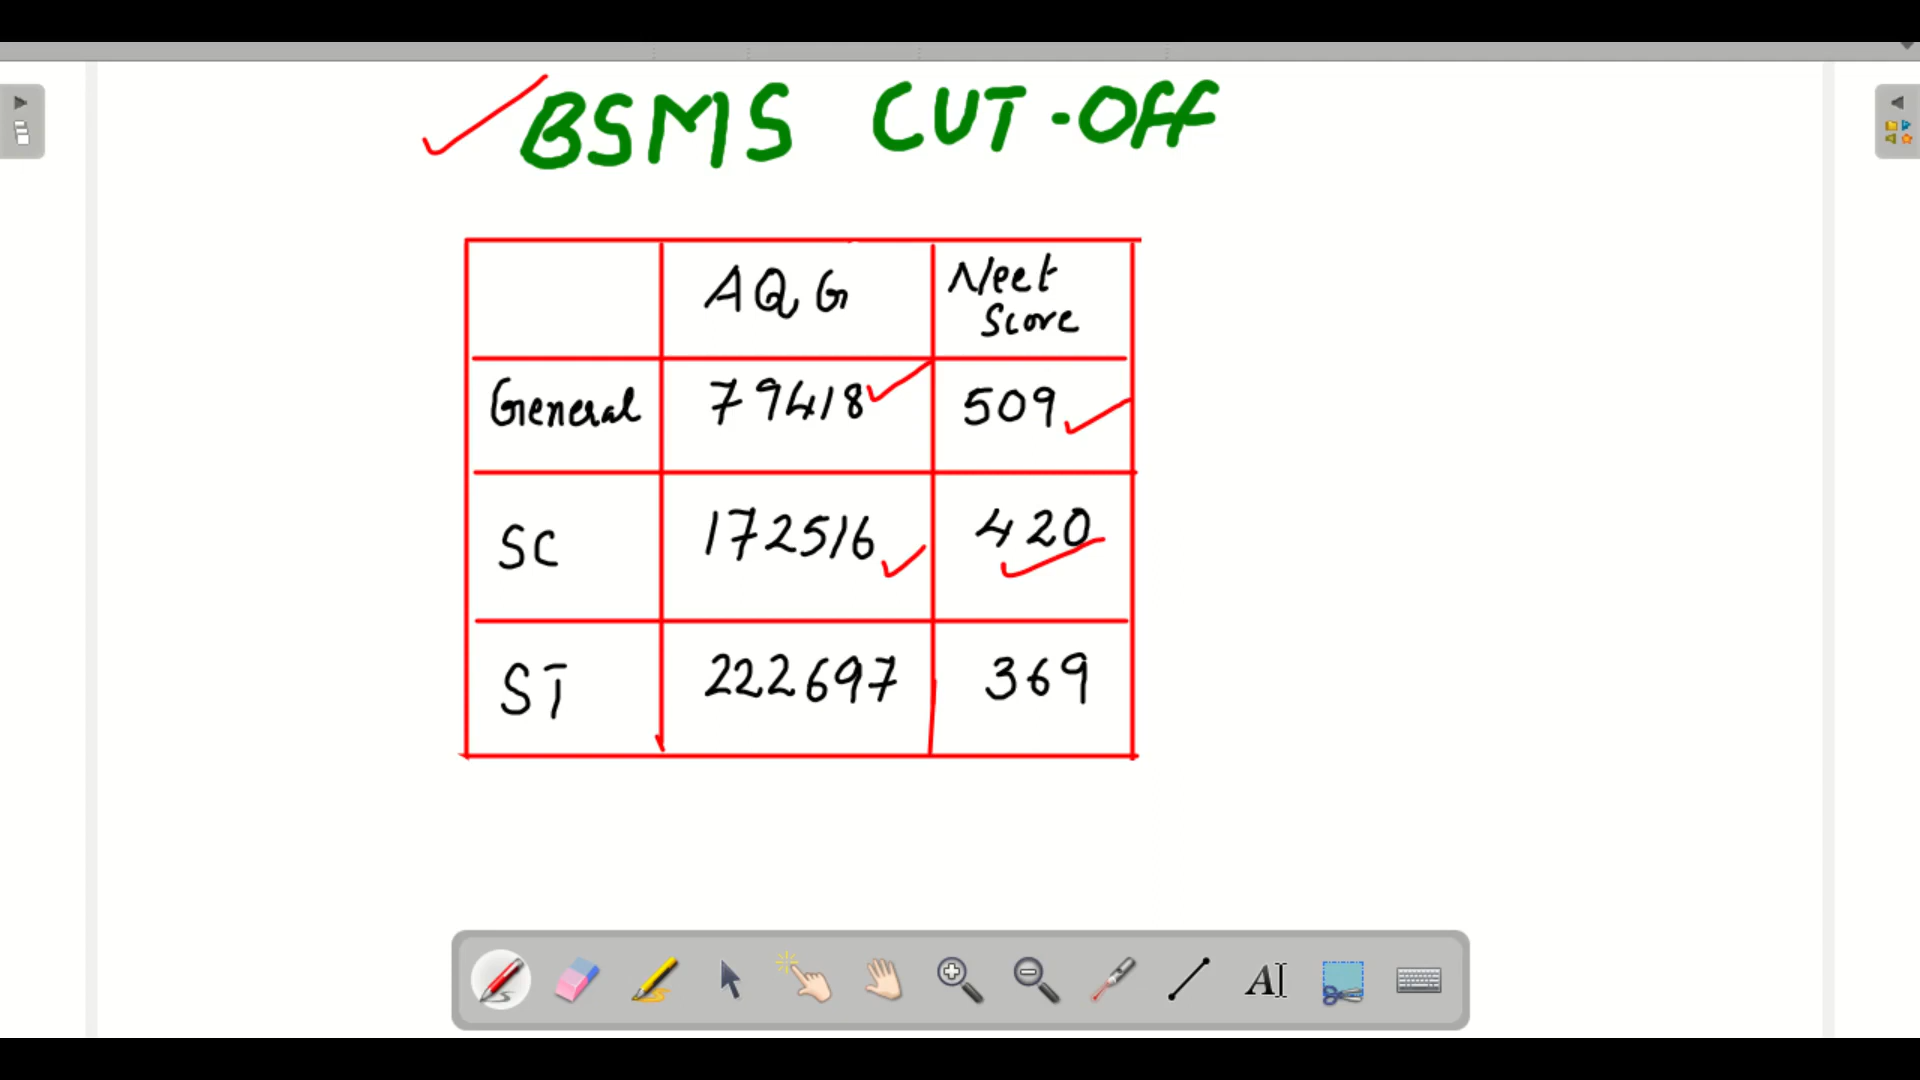 BSMS CUT-OFF
AQG Neet Score
General 79418 509
SC 172516 420
ST 222697 369